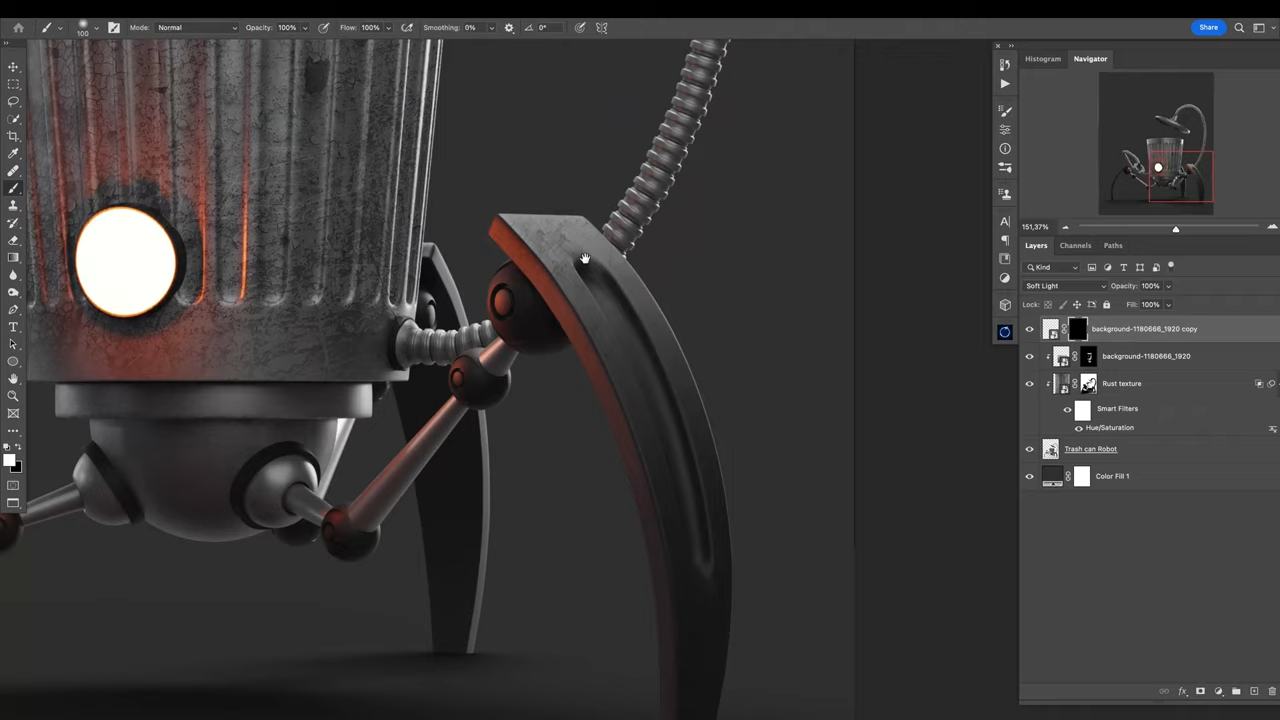 Mode: Normal Opacity: 100% Flow: 100% Smoothing: 0% 0° Share
100
Histogram Navigator
151,37%
Layers Channels Paths
Kind
Soft Light Opacity: 100%
Lock: Fill: 100%
background-1180666_1920 copy
background-1180666_1920
Rust texture
Smart Filters
Hue/Saturation
Trash can Robot
Color Fill 1